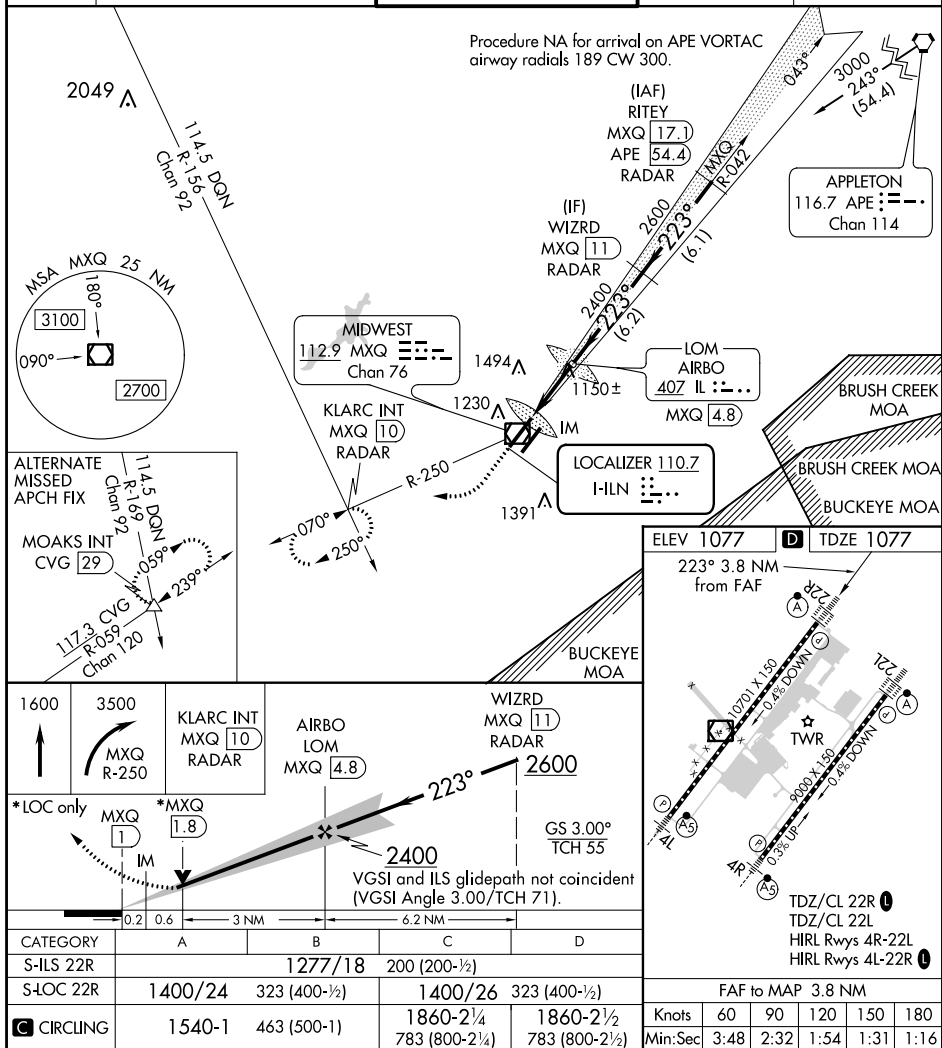 Procedure NA for arrival on APE VORTAC
airway radials 189 CW 300.
2049
114.5 DQN
R-156
Chan 92
(IAF)
RITEY
MXQ 17.1
APE 54.4
RADAR
043°
3000
243°
(54.4)
MXQ
R-042
APPLETON
116.7 APE
Chan 114
(IF)
WIZRD
MXQ 11
RADAR
2600
223°
(6.1)
2400
223°
(6.2)
MSA MXQ 25 NM
180°
3100
090°
2700
MIDWEST
112.9 MXQ
Chan 76
1494
1150±
LOM
AIRBO
407 IL
MXQ 4.8
1230
IM
KLARC INT
MXQ 10
RADAR
R-250
LOCALIZER 110.7
I-ILN
1391
070°
250°
BRUSH CREEK
MOA
BRUSH CREEK MOA
BUCKEYE MOA
BUCKEYE
MOA
ALTERNATE
MISSED
APCH FIX
114.5 DQN
R-169
Chan 92
MOAKS INT
CVG 29
059°
239°
117.3 CVG
R-059
Chan 120
ELEV 1077 D TDZE 1077
223° 3.8 NM
from FAF
A
22R
P
10701 X 150
0.4% DOWN
22L
P
A
TWR
9000 X 150
0.4% DOWN
P
4L
A5
P
0.3% UP
4R
A5
TDZ/CL 22R L
TDZ/CL 22L
HIRL Rwys 4R-22L
HIRL Rwys 4L-22R L
1600
3500
MXQ
R-250
KLARC INT
MXQ 10
RADAR
AIRBO
LOM
MXQ 4.8
WIZRD
MXQ 11
RADAR
2600
223°
*LOC only
MXQ
1
*MXQ
1.8
IM
2400
GS 3.00°
TCH 55
VGSI and ILS glidepath not coincident
(VGSI Angle 3.00/TCH 71).
0.2 0.6 3 NM 6.2 NM
CATEGORY A B C D
S-ILS 22R 1277/18 200 (200-½)
S-LOC 22R 1400/24 323 (400-½) 1400/26 323 (400-½)
C CIRCLING 1540-1 463 (500-1) 1860-2¼ 783 (800-2¼) 1860-2½ 783 (800-2½)
FAF to MAP 3.8 NM
Knots 60 90 120 150 180
Min:Sec 3:48 2:32 1:54 1:31 1:16